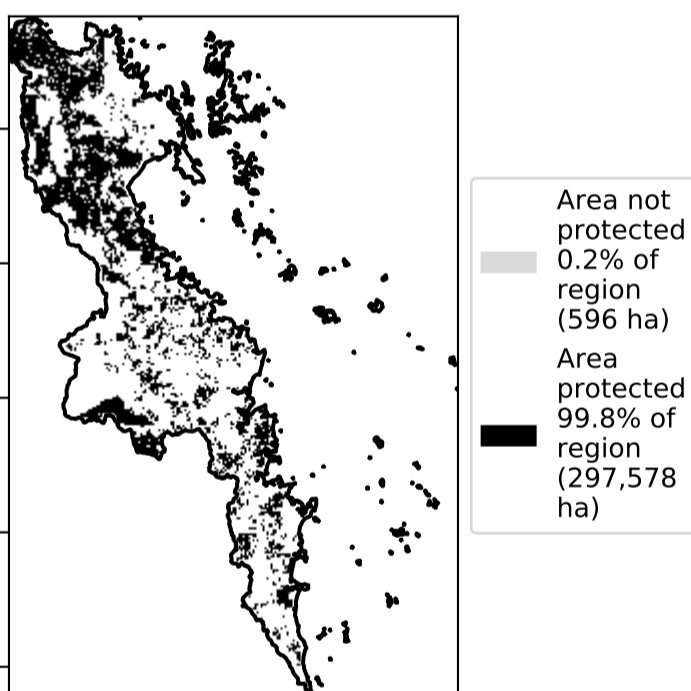 Area not
protected
0.2% of
region
(596 ha)
Area
protected
99.8% of
region
(297,578
ha)